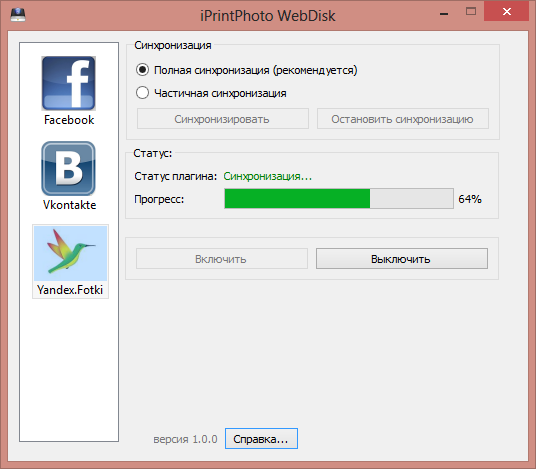 iPrintPhoto WebDisk
Facebook
Vkontakte
Yandex.Fotki
Синхронизация
Полная синхронизация (рекомендуется)
Частичная синхронизация
Синхронизировать
Остановить синхронизацию
Статус:
Статус плагина: Синхронизация...
Прогресс: 64%
Включить
Выключить
версия 1.0.0
Справка...